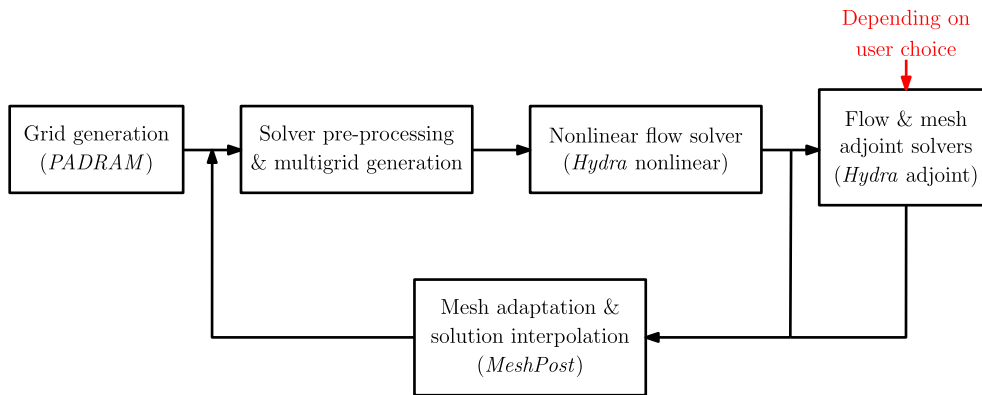 Depending on
user choice
Grid generation
(PADRAM)
Solver pre-processing
& multigrid generation
Nonlinear flow solver
(Hydra nonlinear)
Flow & mesh
adjoint solvers
(Hydra adjoint)
Mesh adaptation &
solution interpolation
(MeshPost)